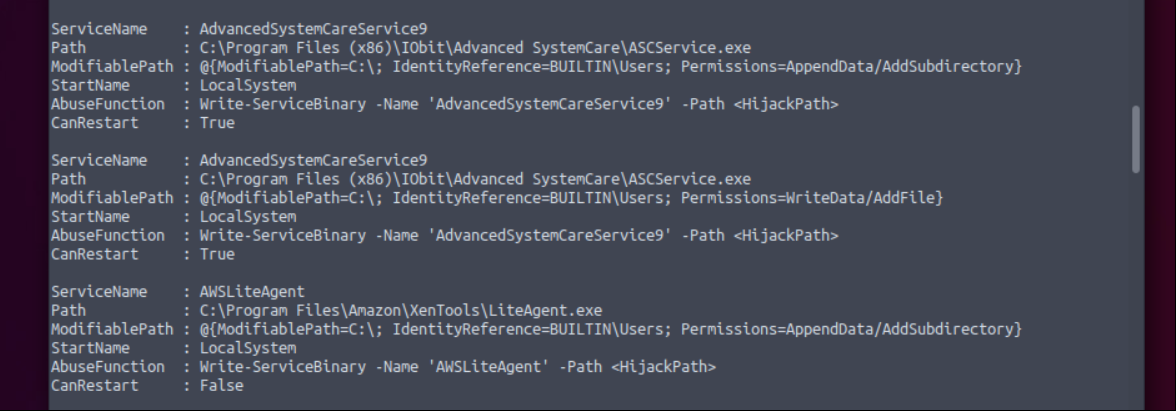 ServiceName    : AdvancedSystemCareService9
Path           : C:\Program Files (x86)\IObit\Advanced SystemCare\ASCService.exe
ModifiablePath : @{ModifiablePath=C:\; IdentityReference=BUILTIN\Users; Permissions=AppendData/AddSubdirectory}
StartName      : LocalSystem
AbuseFunction  : Write-ServiceBinary -Name 'AdvancedSystemCareService9' -Path <HijackPath>
CanRestart     : True
ServiceName    : AdvancedSystemCareService9
Path           : C:\Program Files (x86)\IObit\Advanced SystemCare\ASCService.exe
ModifiablePath : @{ModifiablePath=C:\; IdentityReference=BUILTIN\Users; Permissions=WriteData/AddFile}
StartName      : LocalSystem
AbuseFunction  : Write-ServiceBinary -Name 'AdvancedSystemCareService9' -Path <HijackPath>
CanRestart     : True
ServiceName    : AWSLiteAgent
Path           : C:\Program Files\Amazon\XenTools\LiteAgent.exe
ModifiablePath : @{ModifiablePath=C:\; IdentityReference=BUILTIN\Users; Permissions=AppendData/AddSubdirectory}
StartName      : LocalSystem
AbuseFunction  : Write-ServiceBinary -Name 'AWSLiteAgent' -Path <HijackPath>
CanRestart     : False